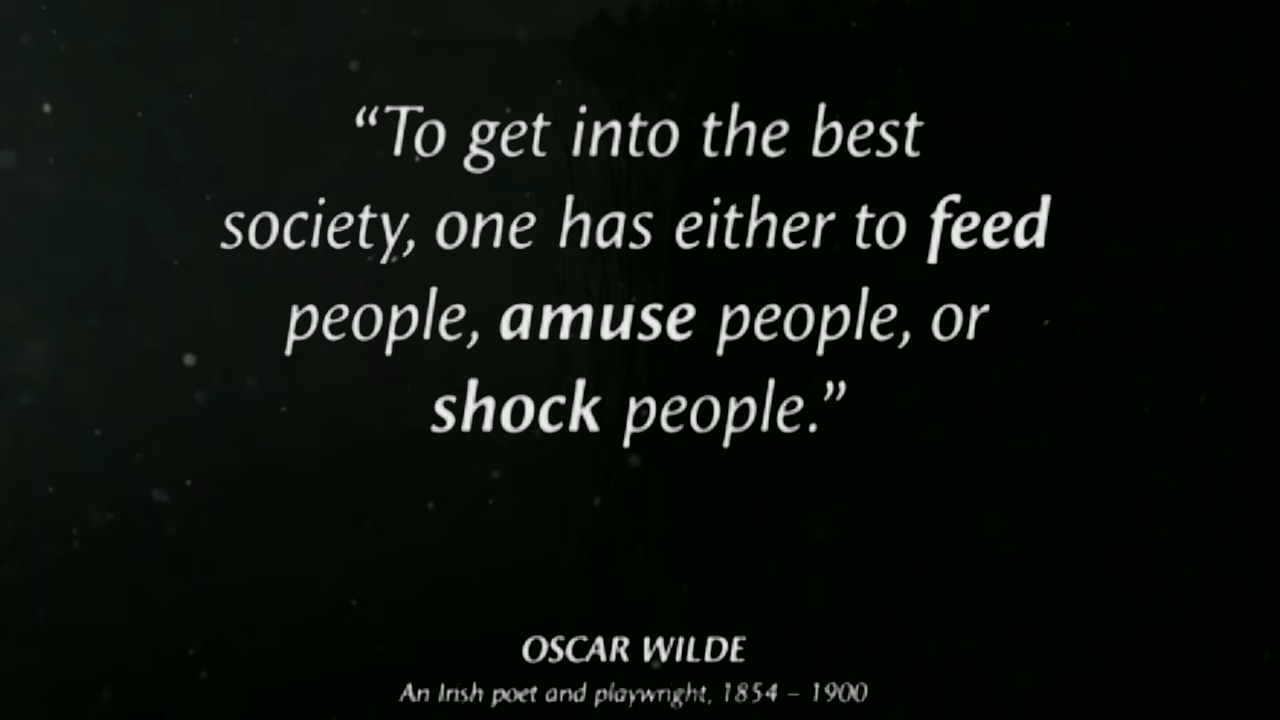 “To get into the best
society, one has either to feed
people, amuse people, or
shock people.”
OSCAR WILDE
An Irish poet and playwright, 1854 – 1900